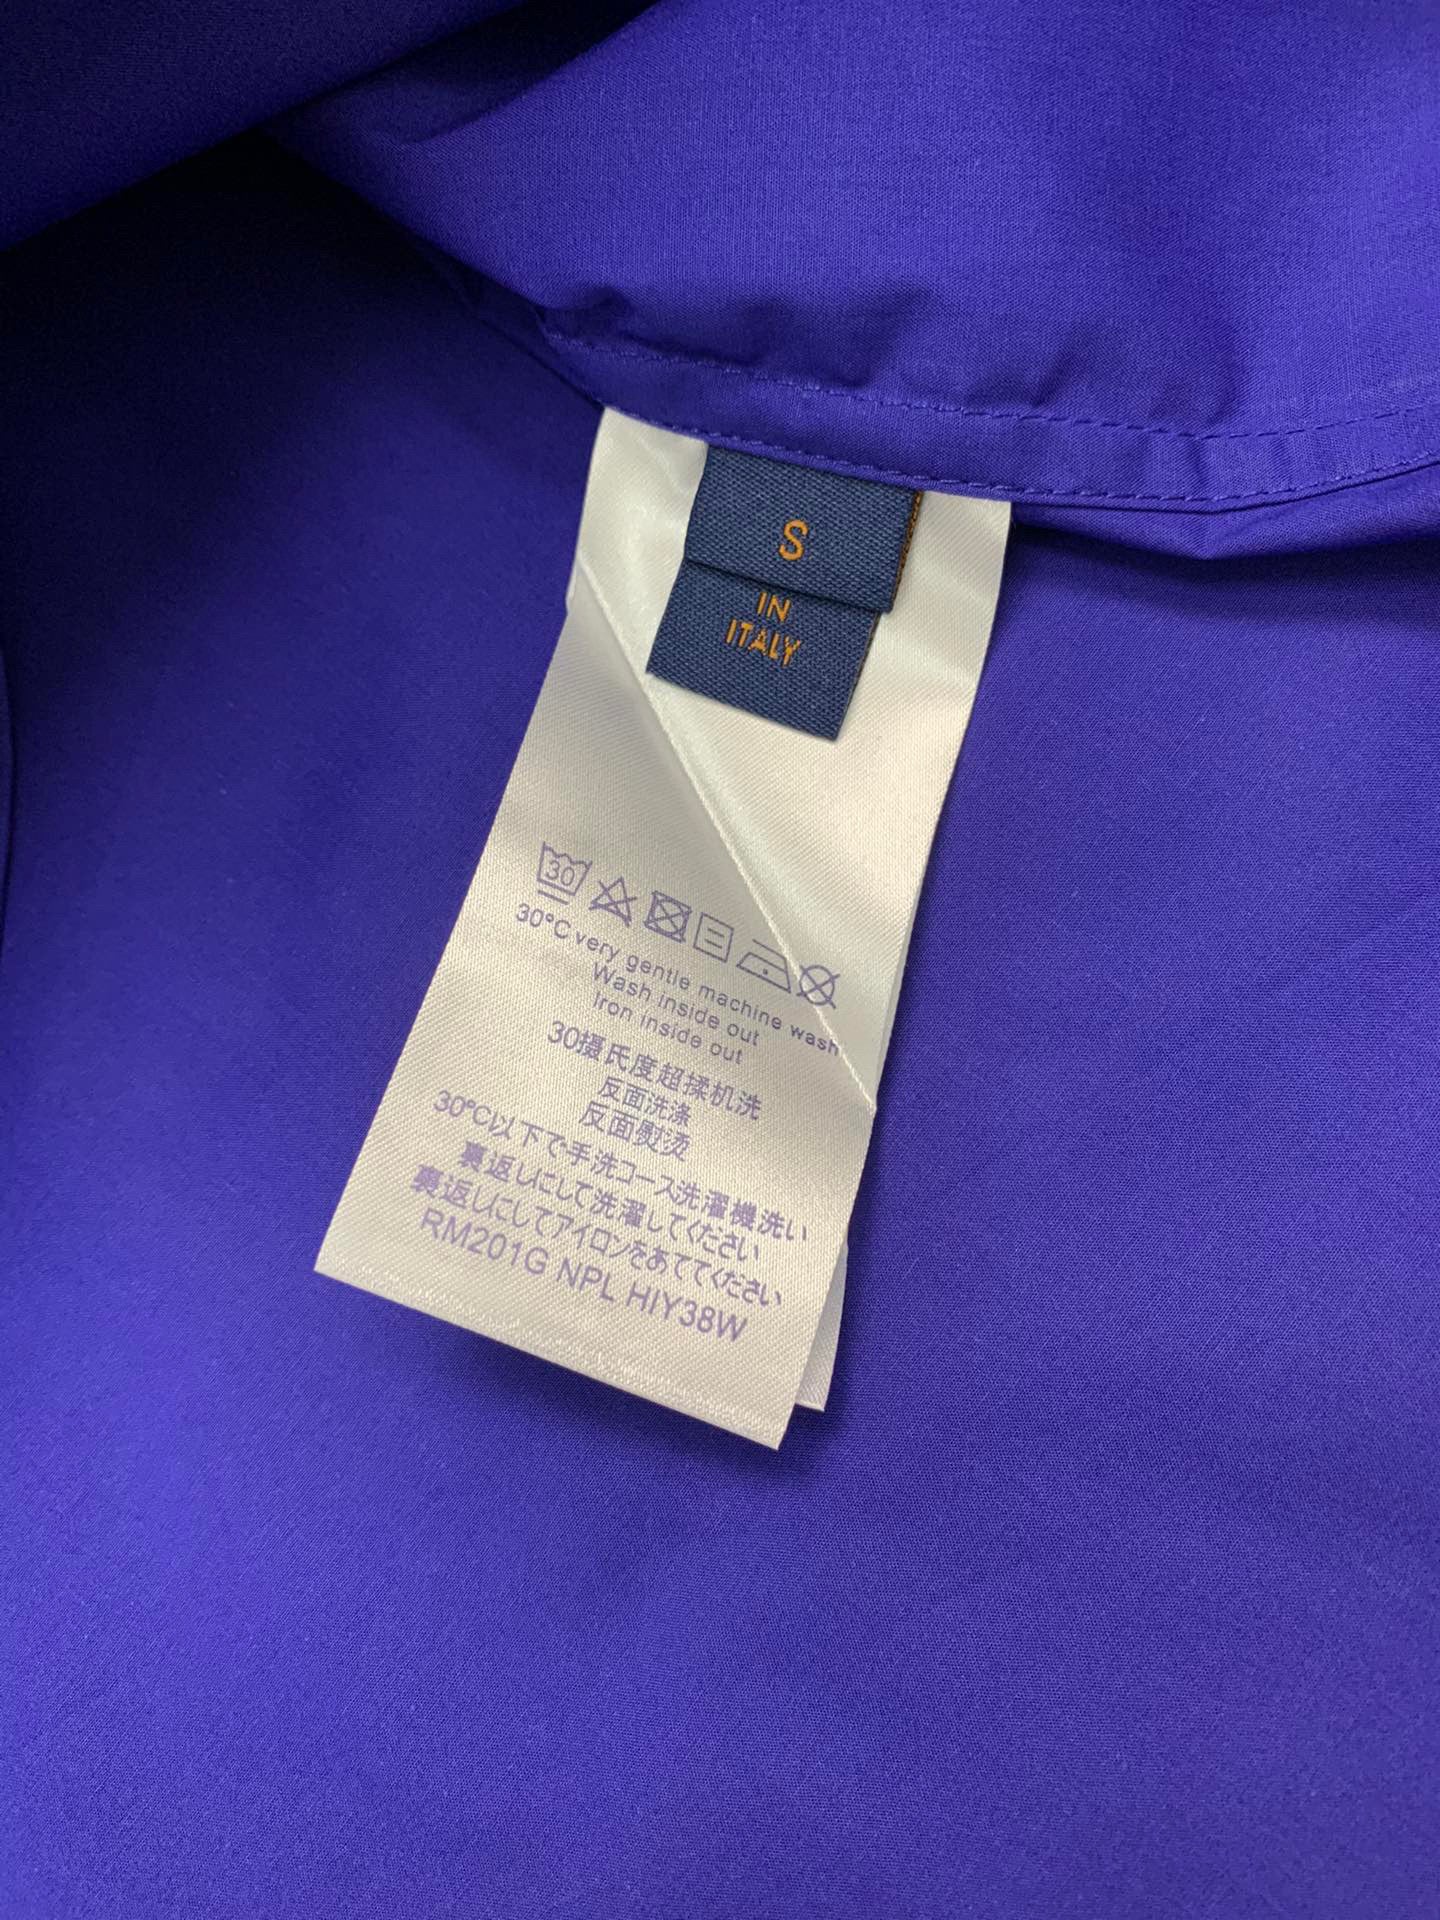 S
IN
ITALY
30
30°C very gentle machine wash
Wash inside out
Iron inside out
30摄氏度超揉机洗
反面洗涤
反面熨烫
30°C以下で手洗コース洗濯機洗い
裏返しにして洗濯してください
裏返しにしてアイロンをあててください
RM201G NPL HIY38W